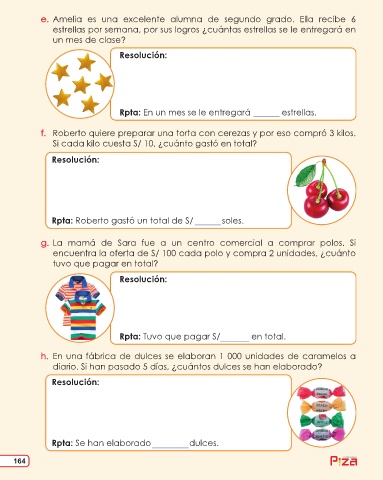 e. Amelia es una excelente alumna de segundo grado. Ella recibe 6
estrellas por semana, por sus logros ¿cuántas estrellas se le entregará en
un mes de clase?
Resolución:
Rpta: En un mes se le entregará ______ estrellas.
f. Roberto quiere preparar una torta con cerezas y por eso compró 3 kilos.
Si cada kilo cuesta S/ 10, ¿cuánto gastó en total?
Resolución:
Rpta: Roberto gastó un total de S/ ______ soles.
g. La mamá de Sara fue a un centro comercial a comprar polos. Si
encuentra la oferta de S/ 100 cada polo y compra 2 unidades, ¿cuánto
tuvo que pagar en total?
Resolución:
Rpta: Tuvo que pagar S/_______ en total.
h. En una fábrica de dulces se elaboran 1 000 unidades de caramelos a
diario. Si han pasado 5 días, ¿cuántos dulces se han elaborado?
Resolución:
Rpta: Se han elaborado_________dulces.
164